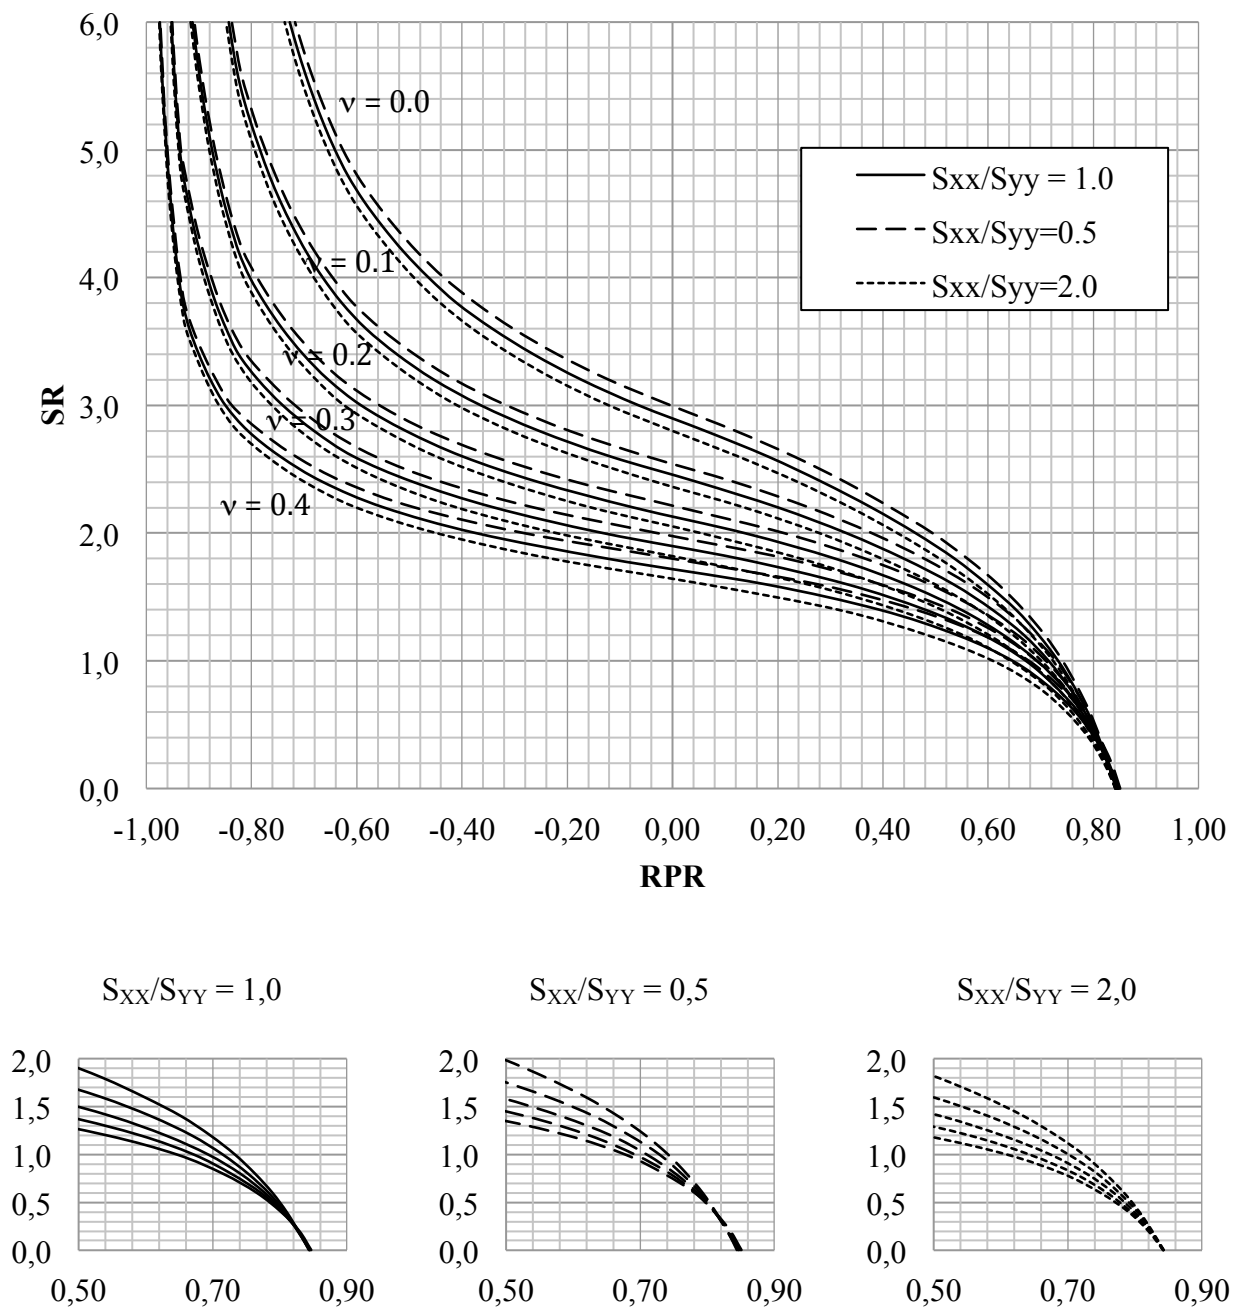 6,0
5,0
4,0
3,0
2,0
1,0
0,0
SR
ν = 0.0
ν = 0.1
ν = 0.2
ν = 0.3
ν = 0.4
Sxx/Syy = 1.0
Sxx/Syy=0.5
Sxx/Syy=2.0
-1,00 -0,80 -0,60 -0,40 -0,20 0,00 0,20 0,40 0,60 0,80 1,00
RPR
SXX/SYY = 1,0
2,0
1,5
1,0
0,5
0,0
0,50 0,70 0,90
SXX/SYY = 0,5
2,0
1,5
1,0
0,5
0,0
0,50 0,70 0,90
SXX/SYY = 2,0
2,0
1,5
1,0
0,5
0,0
0,50 0,70 0,90